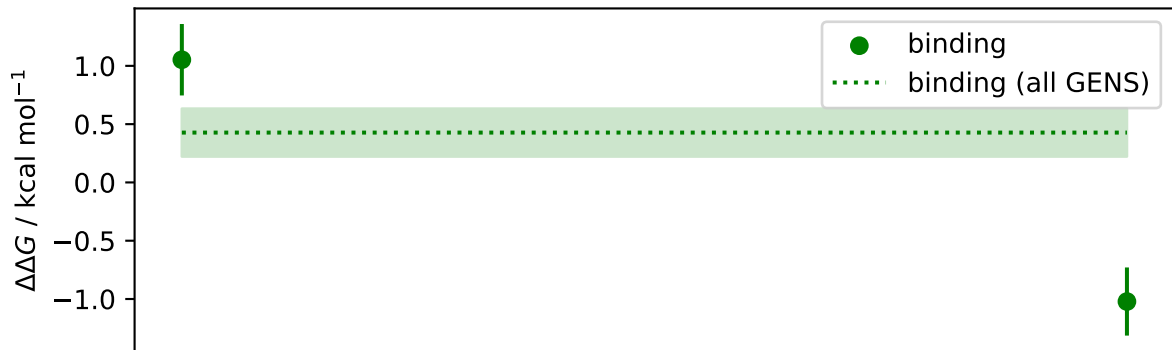 binding
binding (all GENS)
1.0
0.5
0.0
−0.5
−1.0
ΔΔG / kcal mol⁻¹